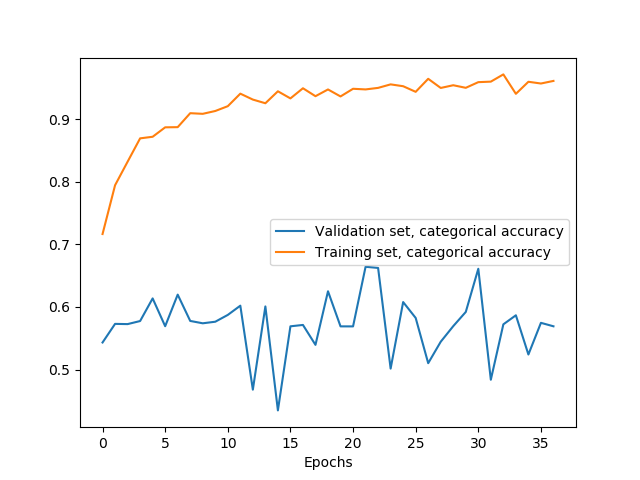 0.9
0.8
0.7
0.6
0.5
Validation set, categorical accuracy
Training set, categorical accuracy
0 5 10 15 20 25 30 35
Epochs